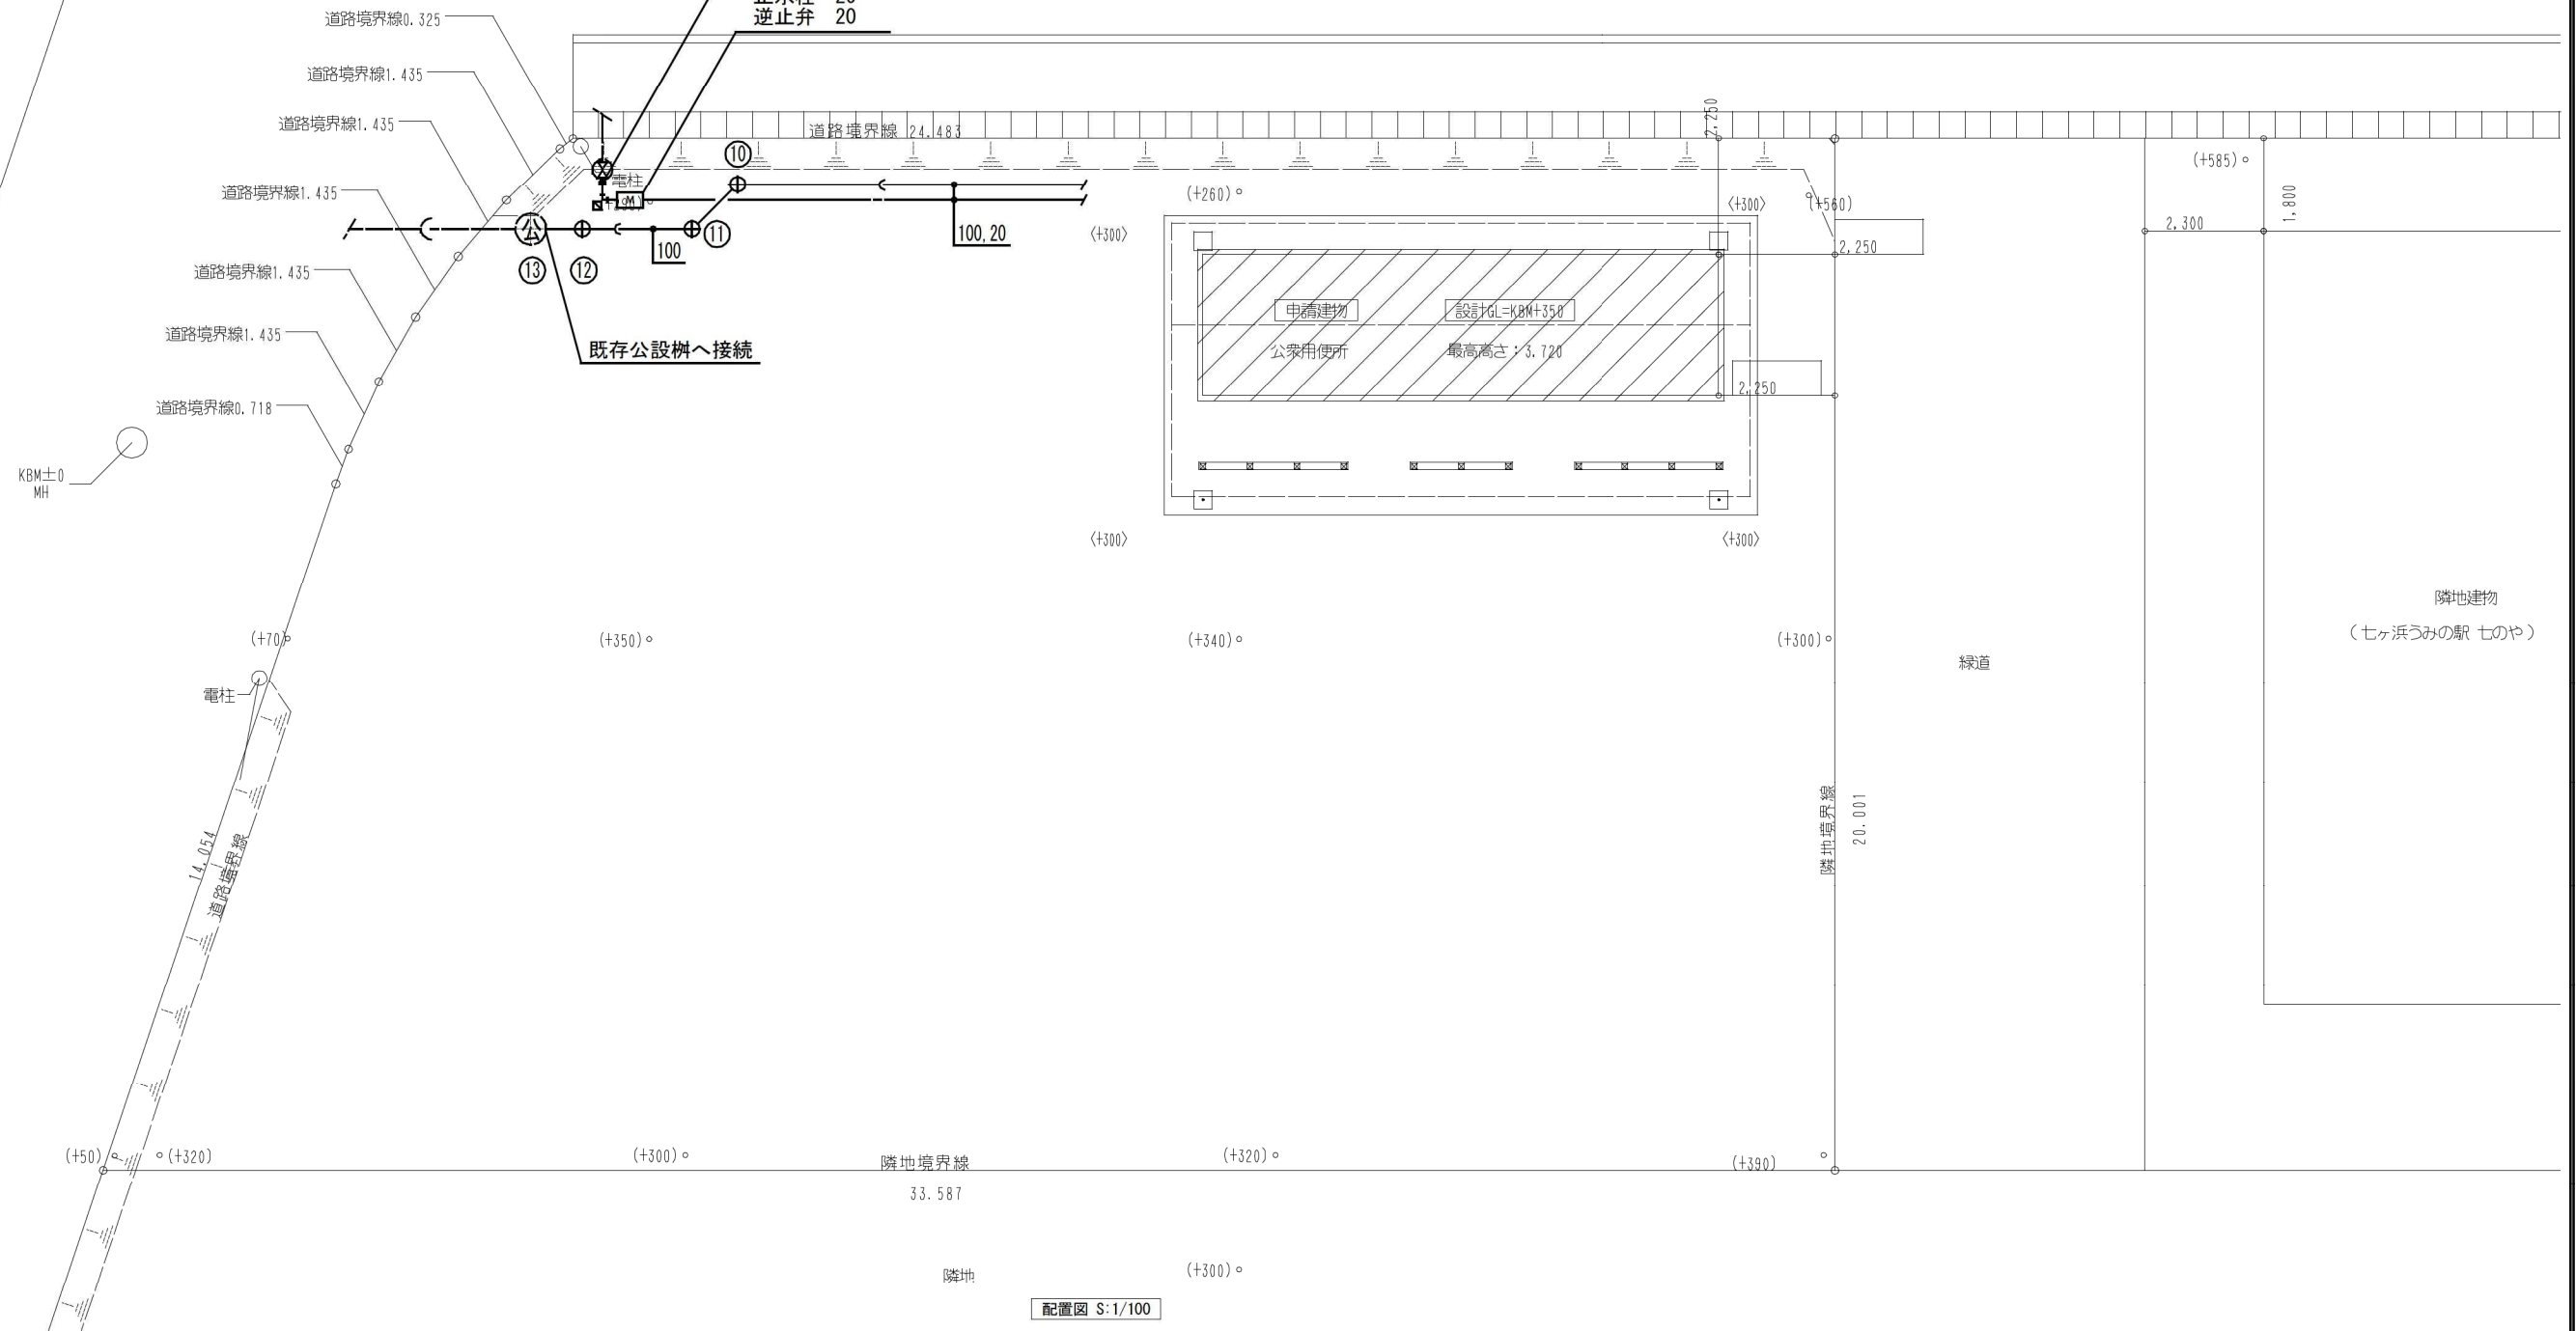 逆止弁 20
道路境界線0.325
道路境界線1.435
道路境界線1.435
道路境界線1.435
道路境界線1.435
道路境界線1.435
道路境界線0.718
KBM±0
MH
道路境界線 24.483
2,250
電柱
M
公
⑩
⑪
⑫
⑬
100
100,20
既存公設桝へ接続
(+260)
〈+300〉
〈+300〉
(+560)
2,250
(+585)
1,800
2,300
申請建物
設計GL=KBM+350
公衆用便所
最高高さ：3.720
2,250
〈+300〉
〈+300〉
隣地建物
(七ヶ浜うみの駅 七のや)
緑道
(+70)
(+350)
(+340)
(+300)
電柱
14.054
道路境界線
隣地境界線
20.001
(+50)
(+320)
(+300)
隣地境界線
33.587
(+320)
(+390)
隣地
(+300)
配置図 S:1/100